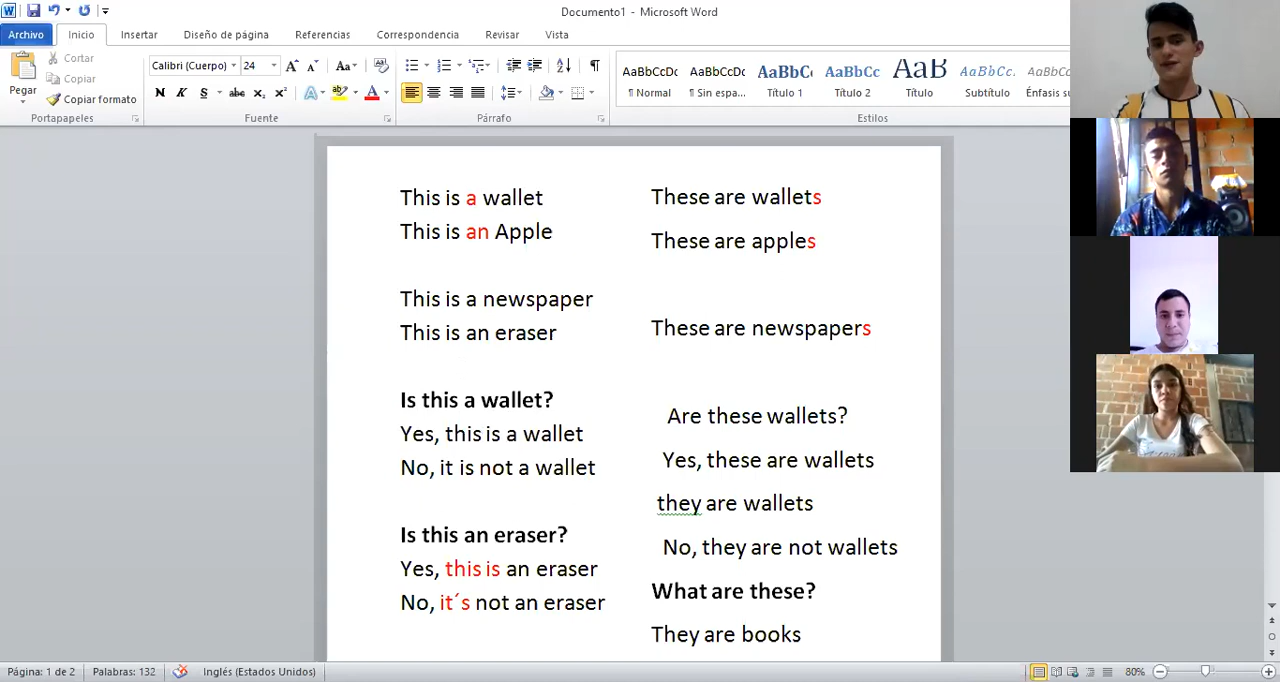 Documento1 - Microsoft Word
Archivo Inicio Insertar Diseño de página Referencias Correspondencia Revisar Vista
Pegar
Cortar
Copiar
Copiar formato
Portapapeles
Calibri (Cuerpo) 24
N K S abc x₂ x²
Fuente
Párrafo
AaBbCcDc AaBbCcDc AaBbC( AaBbCc AaB AaBbCc. AaBbCcD
¶ Normal ¶ Sin espa... Título 1 Título 2 Título Subtítulo Énfasis su
Estilos
This is a wallet
This is an Apple
This is a newspaper
This is an eraser
Is this a wallet?
Yes, this is a wallet
No, it is not a wallet
Is this an eraser?
Yes, this is an eraser
No, it´s not an eraser
These are wallets
These are apples
These are newspapers
Are these wallets?
Yes, these are wallets
they are wallets
No, they are not wallets
What are these?
They are books
Página: 1 de 2 Palabras: 132 Inglés (Estados Unidos) 80%